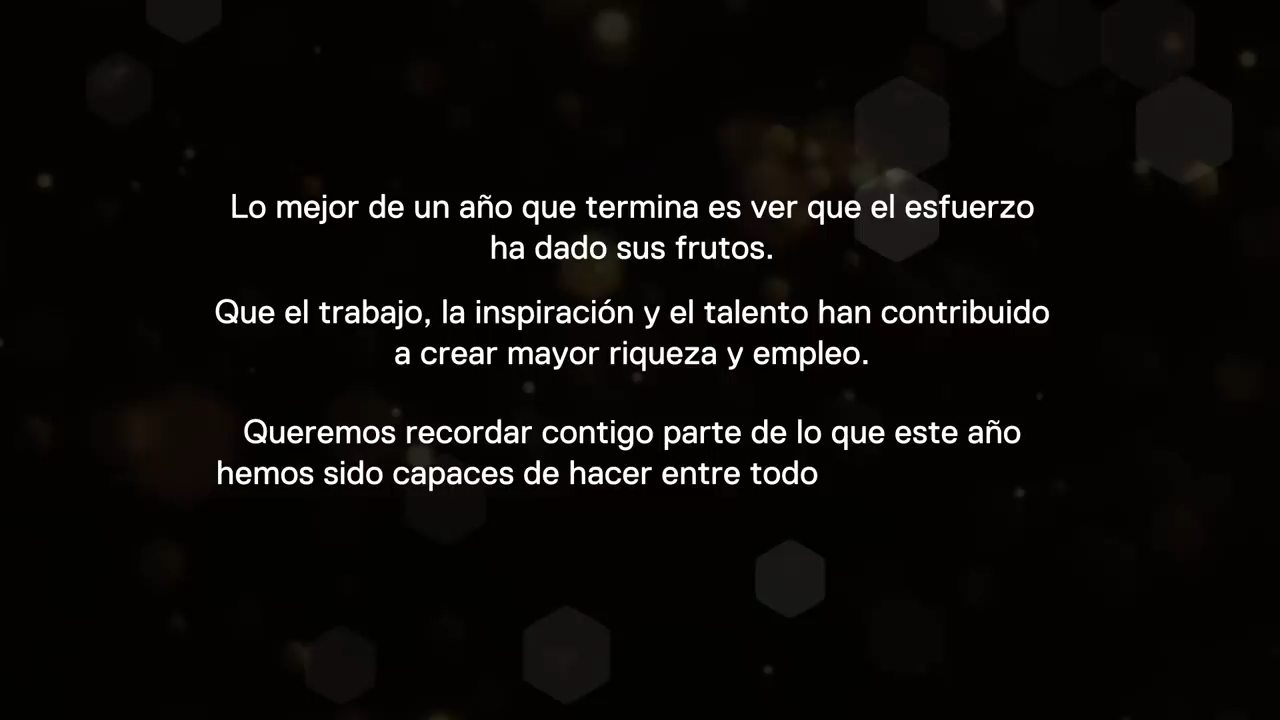 Lo mejor de un año que termina es ver que el esfuerzo
ha dado sus frutos.
Que el trabajo, la inspiración y el talento han contribuido
a crear mayor riqueza y empleo.
Queremos recordar contigo parte de lo que este año
hemos sido capaces de hacer entre todo